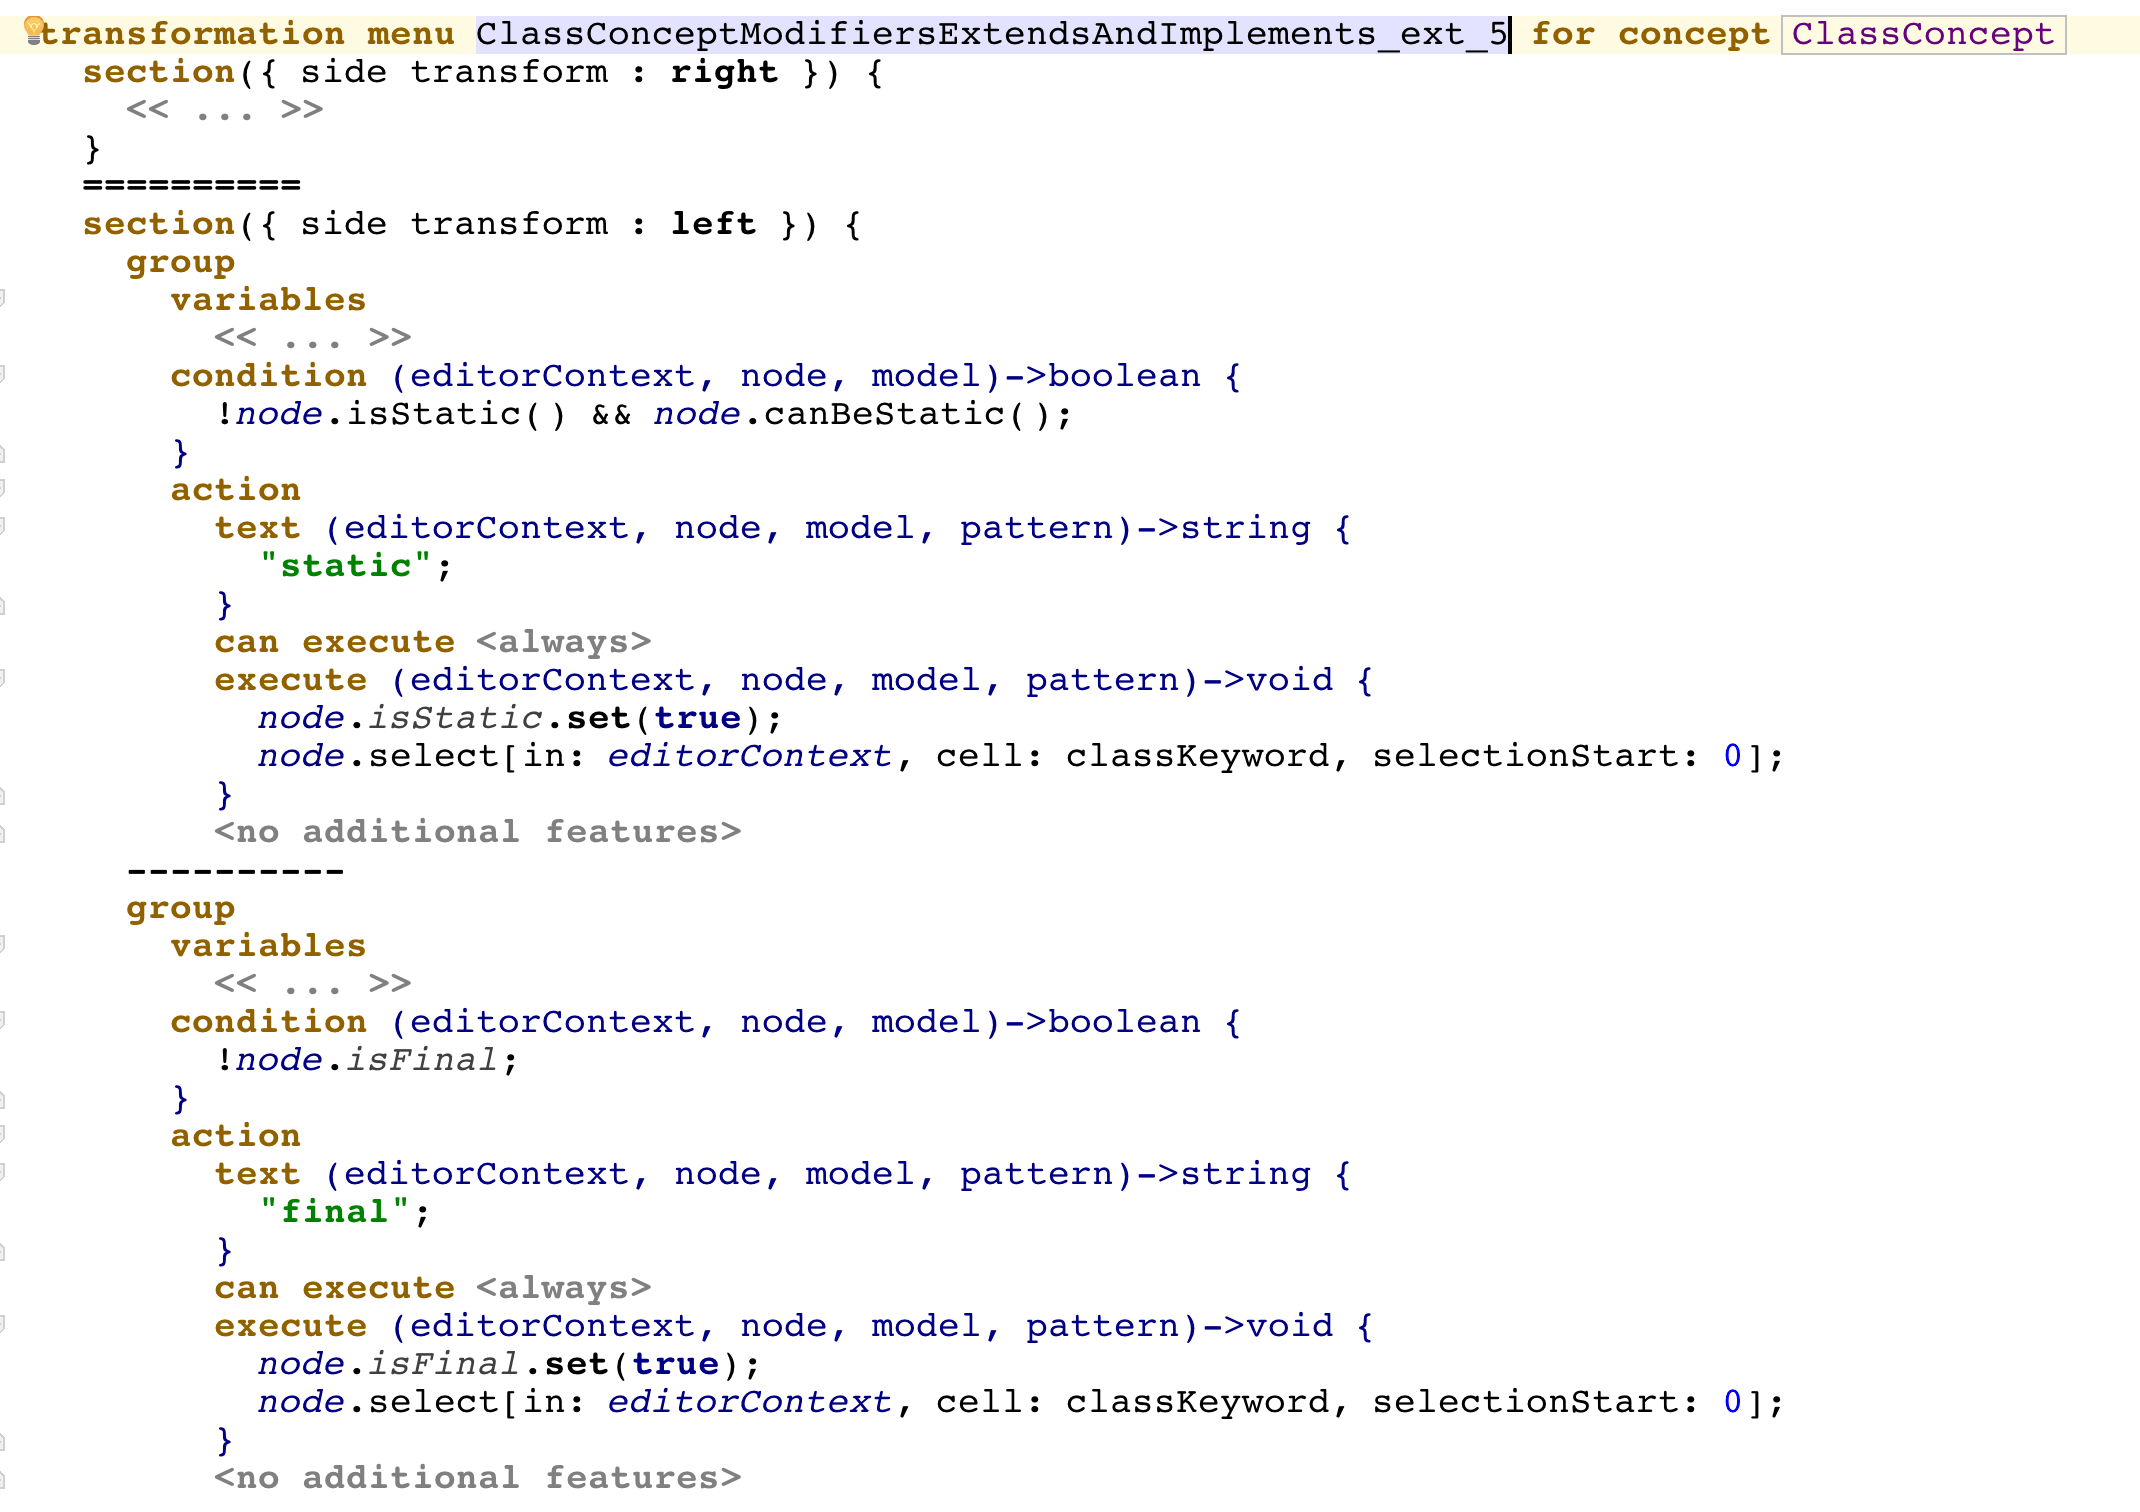 transformation menu ClassConceptModifiersExtendsAndImplements_ext_5 for concept ClassConcept
section({ side transform : right }) {
<< ... >>
}
==========
section({ side transform : left }) {
group
variables
<< ... >>
condition (editorContext, node, model)->boolean {
!node.isStatic() && node.canBeStatic();
}
action
text (editorContext, node, model, pattern)->string {
"static";
}
can execute <always>
execute (editorContext, node, model, pattern)->void {
node.isStatic.set(true);
node.select[in: editorContext, cell: classKeyword, selectionStart: 0];
}
<no additional features>
----------
group
variables
<< ... >>
condition (editorContext, node, model)->boolean {
!node.isFinal;
}
action
text (editorContext, node, model, pattern)->string {
"final";
}
can execute <always>
execute (editorContext, node, model, pattern)->void {
node.isFinal.set(true);
node.select[in: editorContext, cell: classKeyword, selectionStart: 0];
}
<no additional features>